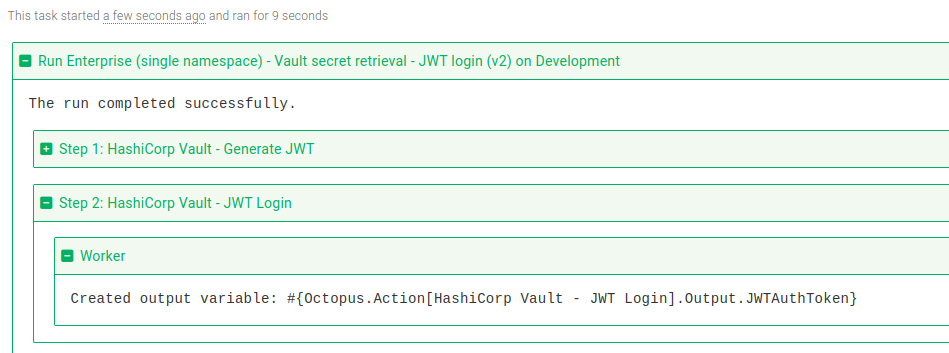 This task started a few seconds ago and ran for 9 seconds
Run Enterprise (single namespace) - Vault secret retrieval - JWT login (v2) on Development
The run completed successfully.
Step 1: HashiCorp Vault - Generate JWT
Step 2: HashiCorp Vault - JWT Login
Worker
Created output variable: #{Octopus.Action[HashiCorp Vault - JWT Login].Output.JWTAuthToken}